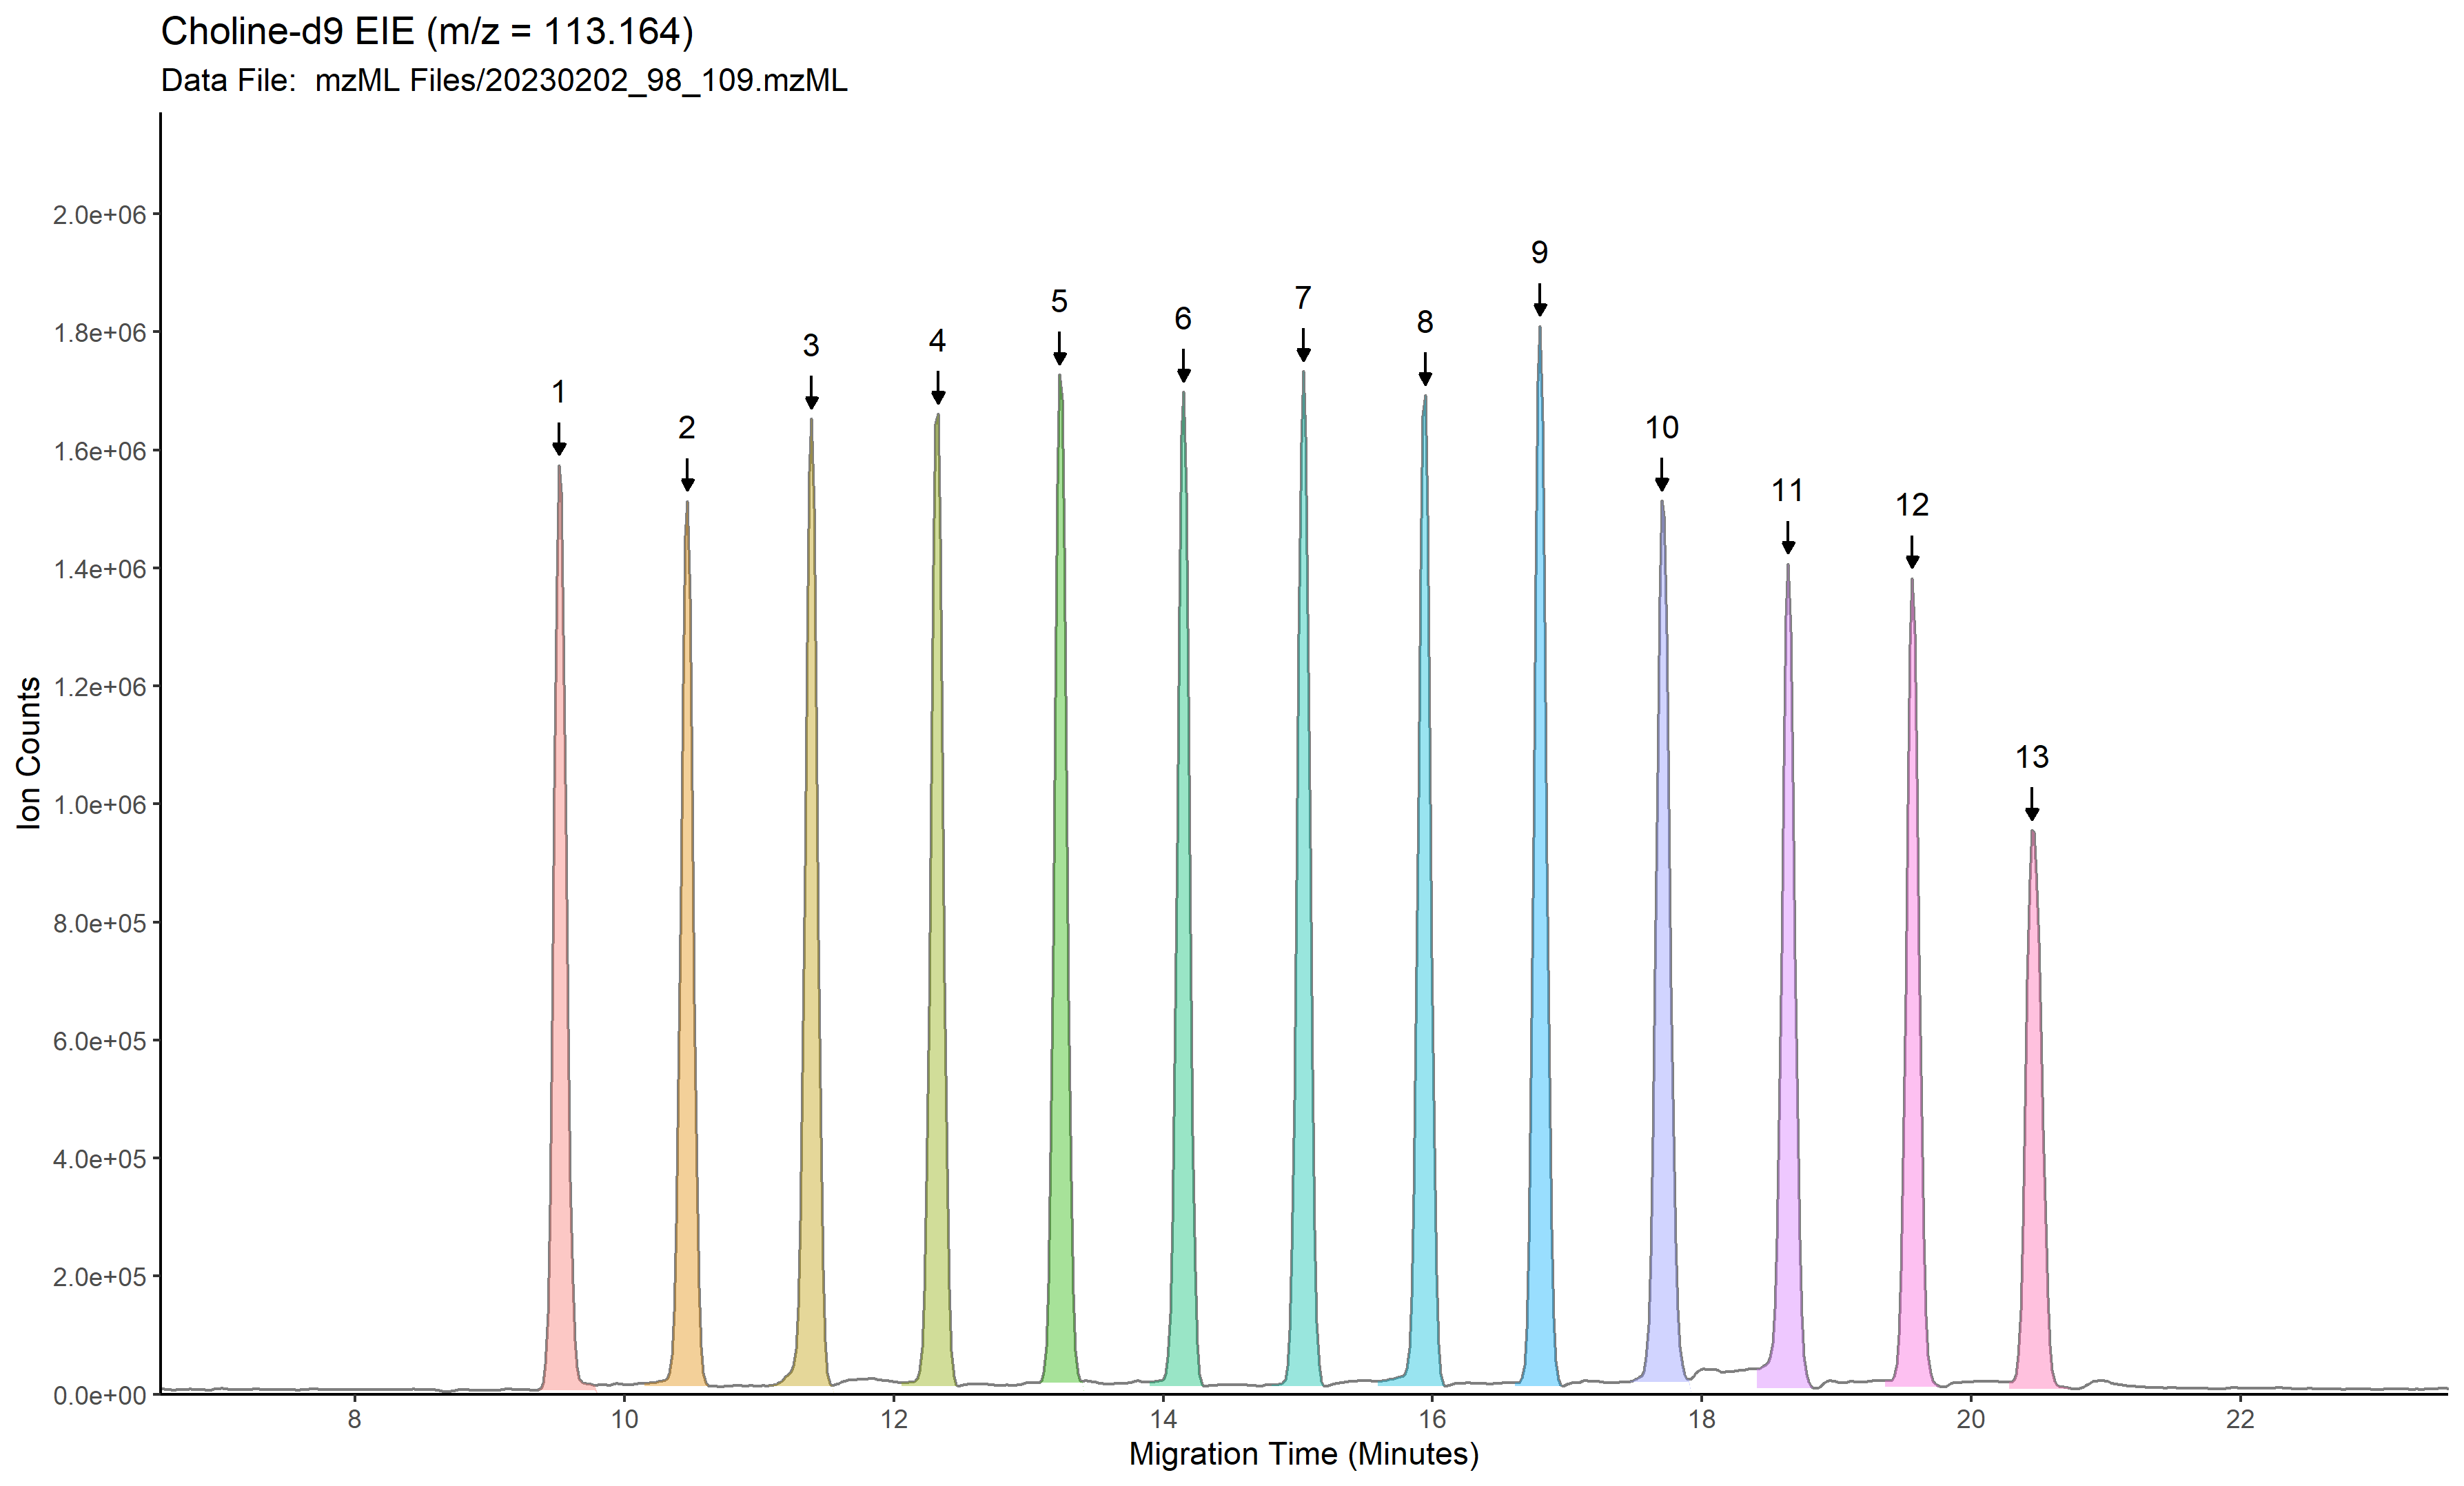 Choline-d9 EIE (m/z = 113.164)
Data File:  mzML Files/20230202_98_109.mzML
2.0e+06
1.8e+06
1.6e+06
1.4e+06
1.2e+06
1.0e+06
8.0e+05
6.0e+05
4.0e+05
2.0e+05
0.0e+00
Ion Counts
1
2
3
4
5
6
7
8
9
10
11
12
13
8 10 12 14 16 18 20 22
Migration Time (Minutes)